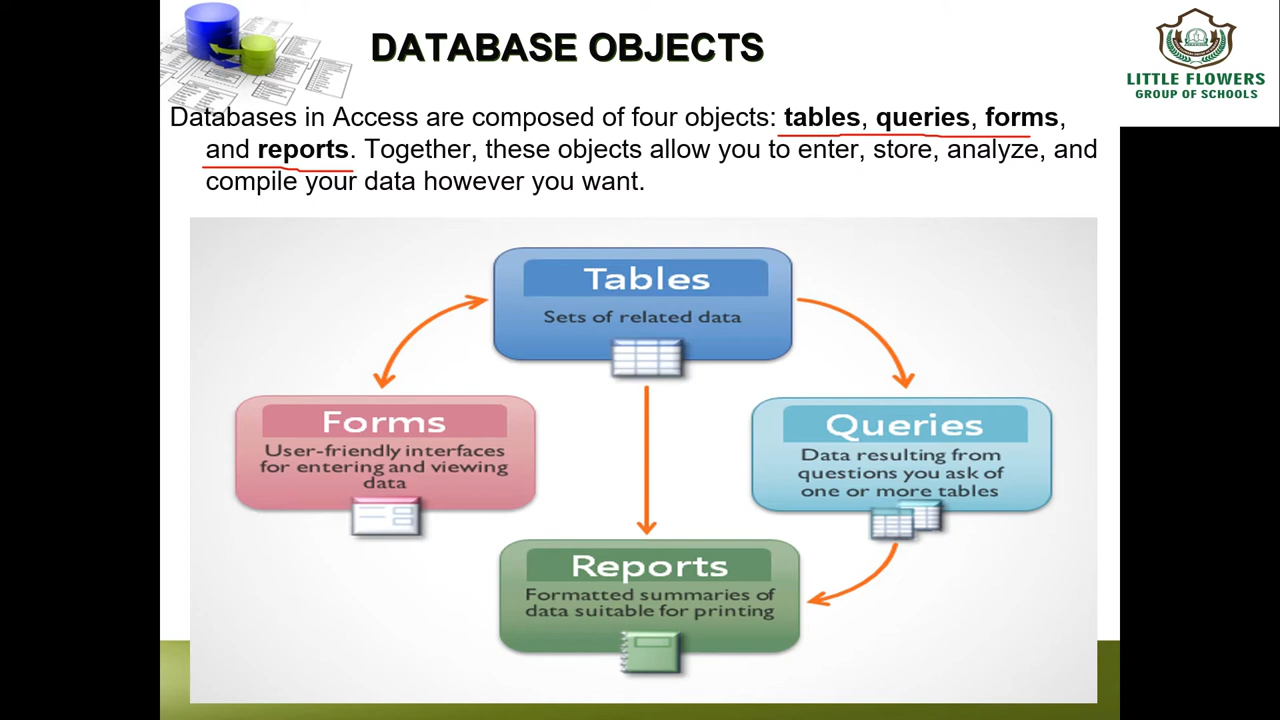 DATABASE OBJECTS
LITTLE FLOWERS
GROUP OF SCHOOLS
Databases in Access are composed of four objects: tables, queries, forms,
and reports. Together, these objects allow you to enter, store, analyze, and
compile your data however you want.
Tables
Sets of related data
Forms
User-friendly interfaces
for entering and viewing
data
Queries
Data resulting from
questions you ask of
one or more tables
Reports
Formatted summaries of
data suitable for printing